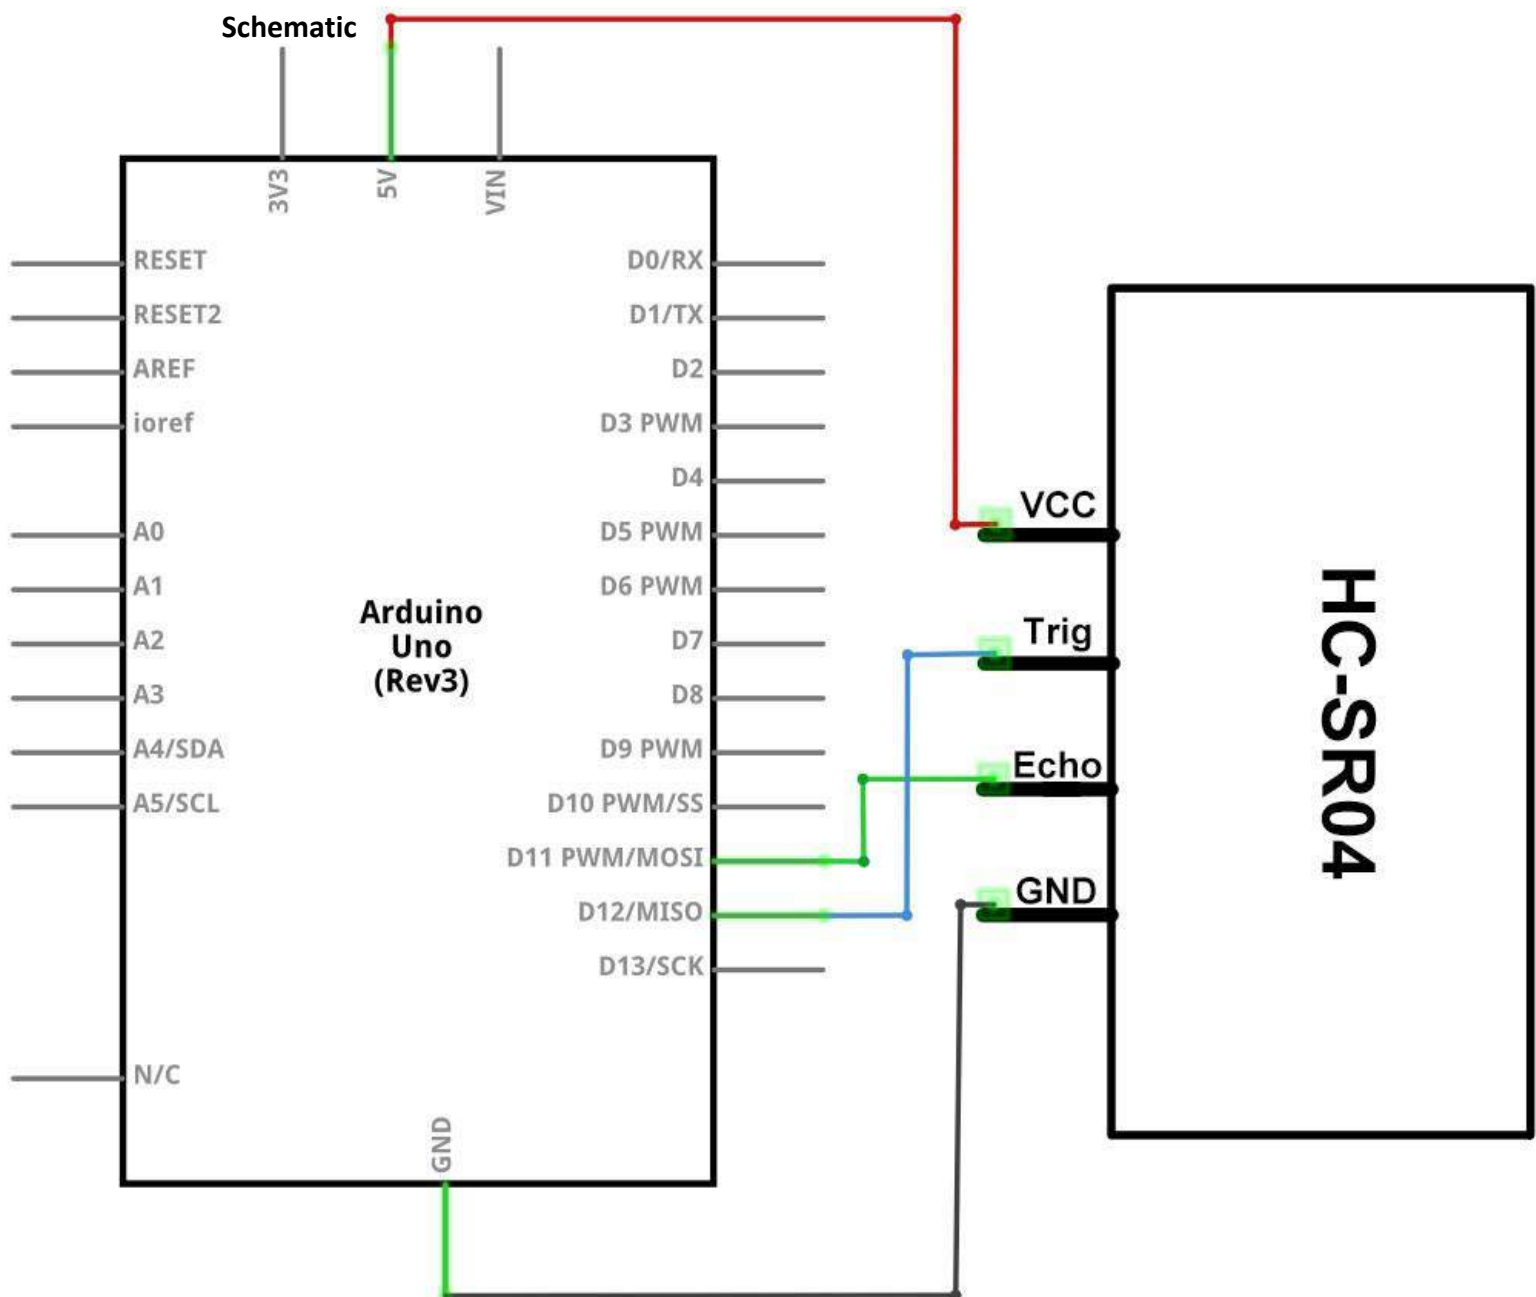 Schematic
3V3
5V
VIN
RESET
RESET2
AREF
ioref
A0
A1
A2
A3
A4/SDA
A5/SCL
N/C
Arduino
Uno
(Rev3)
D0/RX
D1/TX
D2
D3 PWM
D4
D5 PWM
D6 PWM
D7
D8
D9 PWM
D10 PWM/SS
D11 PWM/MOSI
D12/MISO
D13/SCK
GND
VCC
Trig
Echo
GND
HC-SR04